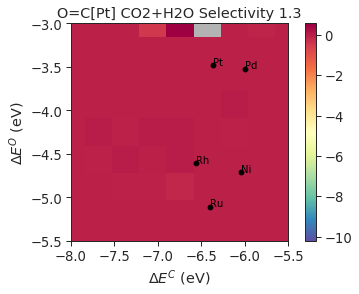 O=C[Pt] CO2+H2O Selectivity 1.3
−3.0
−3.5
−4.0
−4.5
−5.0
−5.5
ΔE^O (eV)
Pt
Pd
Rh
Ni
Ru
−8.0 −7.5 −7.0 −6.5 −6.0 −5.5
ΔE^C (eV)
0
−2
−4
−6
−8
−10